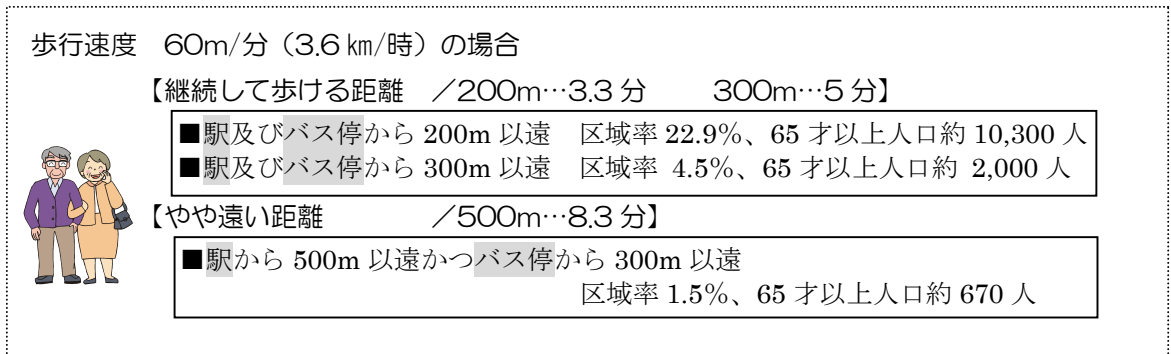 歩行速度　60m/分（3.6㎞/時）の場合
【継続して歩ける距離　／200m…3.3分　　300m…5分】
■駅及びバス停から200m以遠　区域率22.9％、65才以上人口約10,300人
■駅及びバス停から300m以遠　区域率 4.5％、65才以上人口約 2,000人
【やや遠い距離　　　　／500m…8.3分】
■駅から500m以遠かつバス停から300m以遠
区域率1.5％、65才以上人口約670人